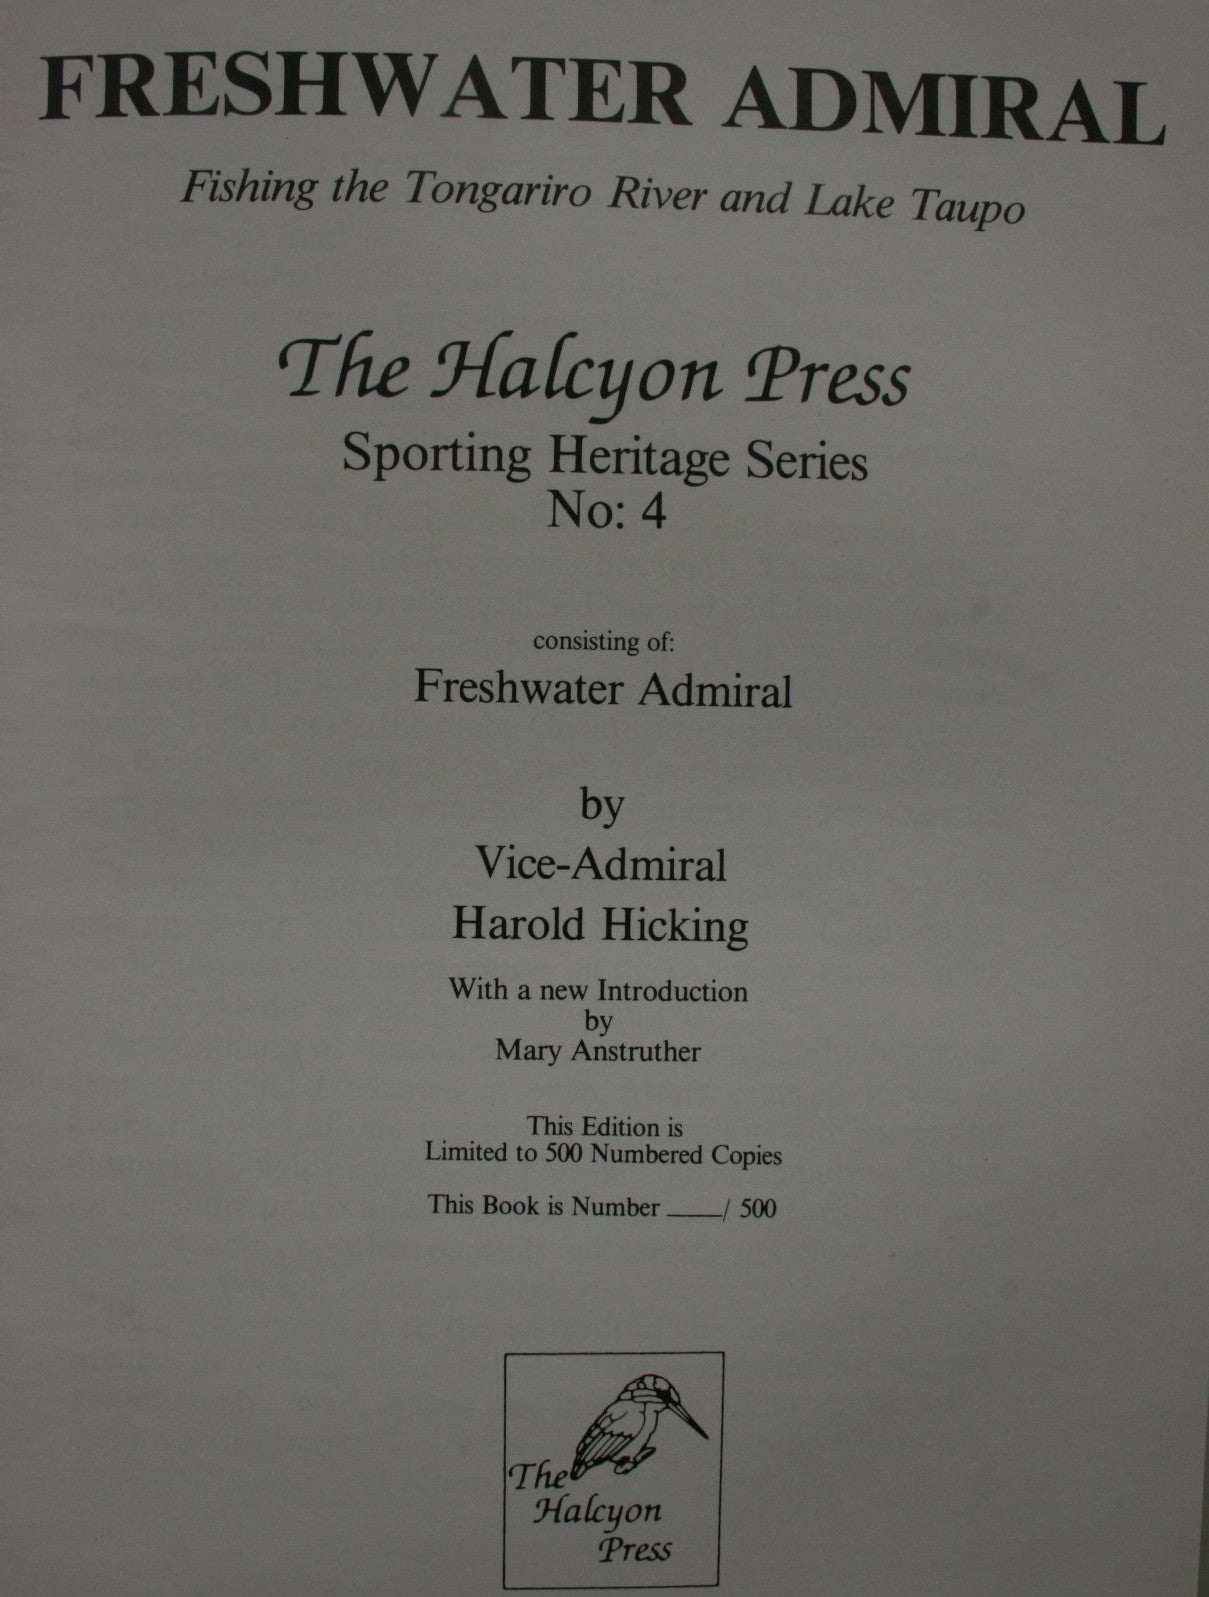 FRESHWATER ADMIRAL
Fishing the Tongariro River and Lake Taupo
The Halcyon Press
Sporting Heritage Series
No: 4
consisting of:
Freshwater Admiral
by
Vice-Admiral
Harold Hicking
With a new Introduction
by
Mary Anstruther
This Edition is
Limited to 500 Numbered Copies
This Book is Number ____/ 500
The
Halcyon
Press